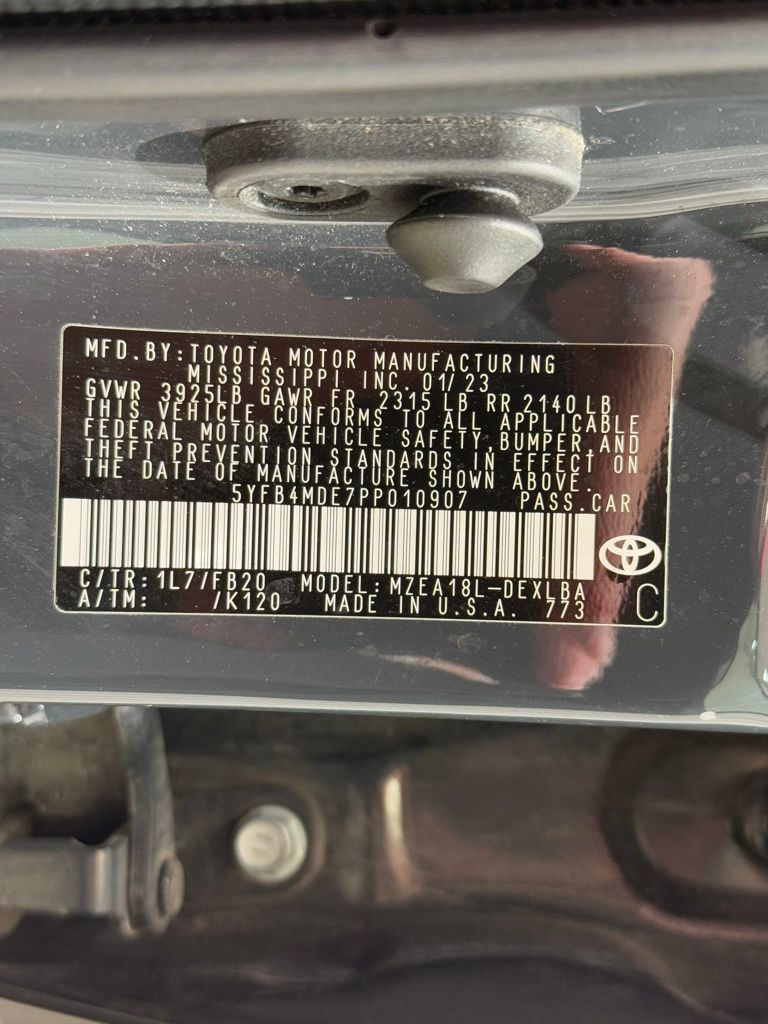 MFD.BY:TOYOTA MOTOR MANUFACTURING
MISSISSIPPI INC. 01/23
GVWR 3925LB GAWR FR 2315 LB RR 2140 LB
THIS VEHICLE CONFORMS TO ALL APPLICABLE
FEDERAL MOTOR VEHICLE SAFETY, BUMPER AND
THEFT PREVENTION STANDARDS IN EFFECT ON
THE DATE OF MANUFACTURE SHOWN ABOVE.
5YFB4MDE7PP010907 PASS.CAR
C/TR: 1L7/FB20 MODEL: MZEA18L-DEXLBA
A/TM: /K120 MADE IN U.S.A. 773 C